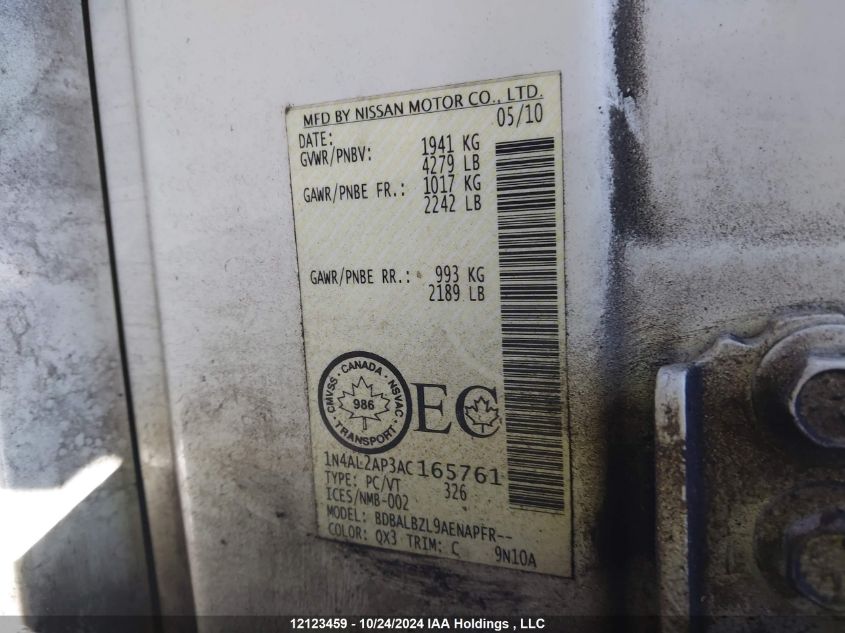 MFD BY NISSAN MOTOR CO., LTD.
DATE: 05/10
GVWR/PNBV: 1941 KG
4279 LB
GAWR/PNBE FR.: 1017 KG
2242 LB
GAWR/PNBE RR.: 993 KG
2189 LB
CMVSS · CANADA · NSVAC · TRANSPORT ·
986
EC
1N4AL2AP3AC165761
TYPE: PC/VT 326
ICES/NMB-002
MODEL: BDBALBZL9AENAPFR--
COLOR: QX3 TRIM: C 9N10A
12123459 - 10/24/2024 IAA Holdings , LLC